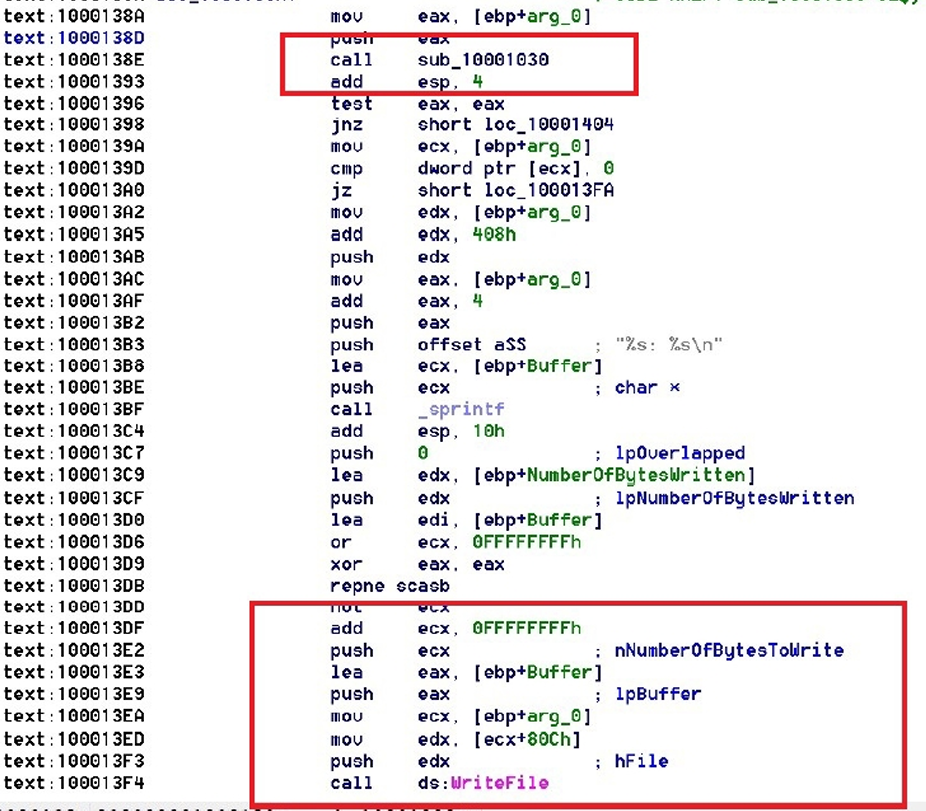 text:1000138A mov eax, [ebp+arg_0]
text:1000138D push eax
text:1000138E call sub_10001030
text:10001393 add esp, 4
text:10001396 test eax, eax
text:10001398 jnz short loc_10001404
text:1000139A mov ecx, [ebp+arg_0]
text:1000139D cmp dword ptr [ecx], 0
text:100013A0 jz short loc_100013FA
text:100013A2 mov edx, [ebp+arg_0]
text:100013A5 add edx, 408h
text:100013AB push edx
text:100013AC mov eax, [ebp+arg_0]
text:100013AF add eax, 4
text:100013B2 push eax
text:100013B3 push offset aSS ; "%s: %s\n"
text:100013B8 lea ecx, [ebp+Buffer]
text:100013BE push ecx ; char *
text:100013BF call _sprintf
text:100013C4 add esp, 10h
text:100013C7 push 0 ; lpOverlapped
text:100013C9 lea edx, [ebp+NumberOfBytesWritten]
text:100013CF push edx ; lpNumberOfBytesWritten
text:100013D0 lea edi, [ebp+Buffer]
text:100013D6 or ecx, 0FFFFFFFFh
text:100013D9 xor eax, eax
text:100013DB repne scasb
text:100013DD not ecx
text:100013DF add ecx, 0FFFFFFFFh
text:100013E2 push ecx ; nNumberOfBytesToWrite
text:100013E3 lea eax, [ebp+Buffer]
text:100013E9 push eax ; lpBuffer
text:100013EA mov ecx, [ebp+arg_0]
text:100013ED mov edx, [ecx+80Ch]
text:100013F3 push edx ; hFile
text:100013F4 call ds:WriteFile